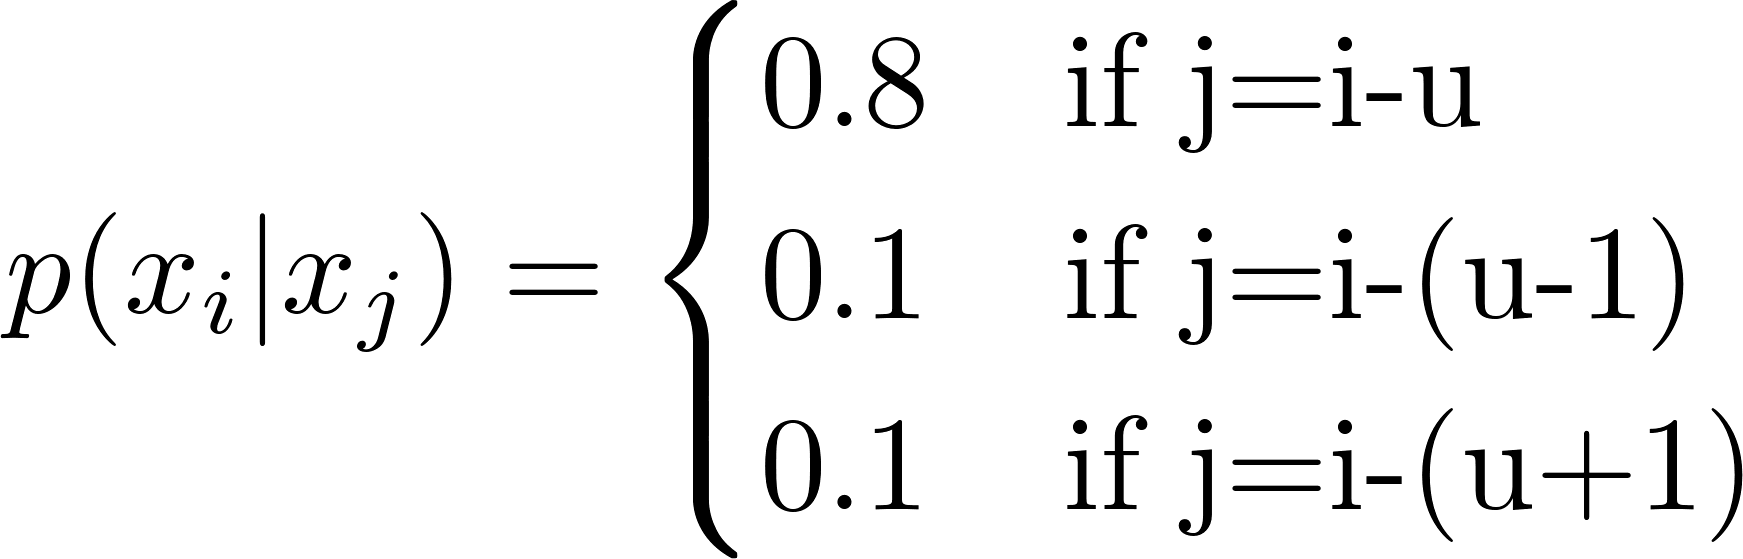 0.8 if j=i-u
p(x_i|x_j) = { 0.1 if j=i-(u-1)
0.1 if j=i-(u+1)